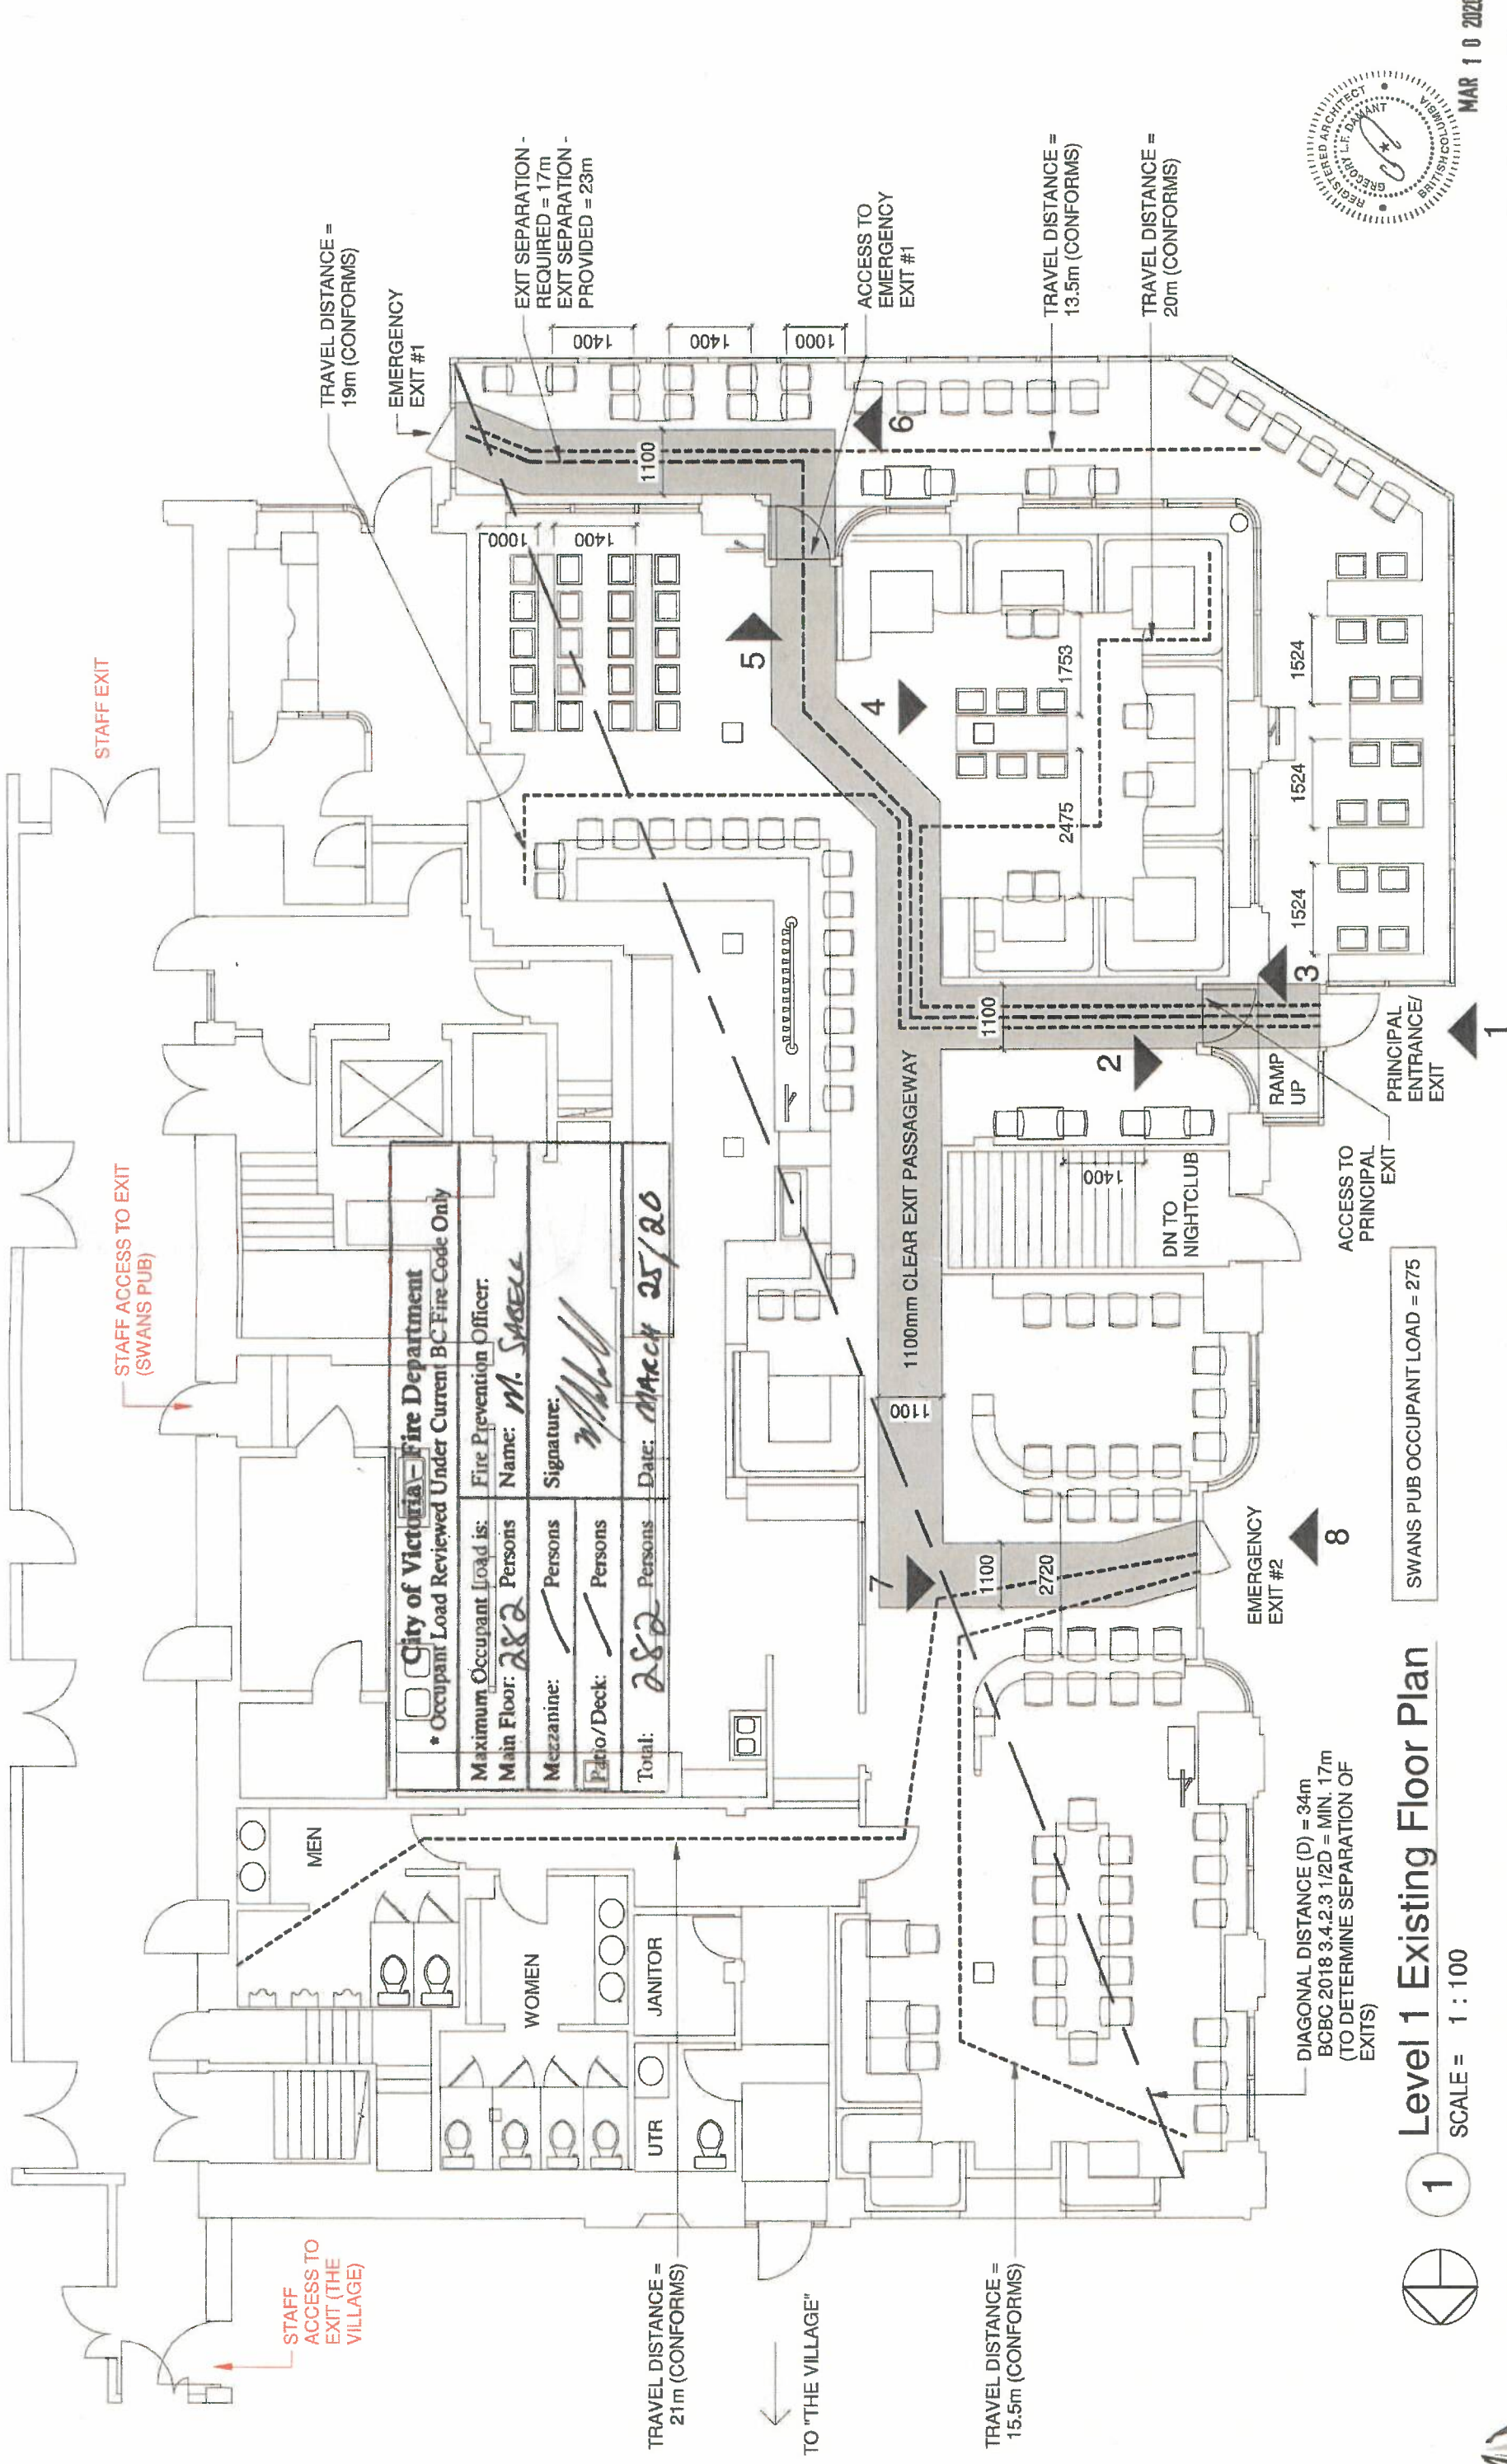 STAFF EXIT
STAFF ACCESS TO EXIT
(SWANS PUB)
STAFF
ACCESS TO
EXIT (THE
VILLAGE)
TRAVEL DISTANCE =
19m (CONFORMS)
EMERGENCY
EXIT #1
EXIT SEPARATION -
REQUIRED = 17m
EXIT SEPARATION -
PROVIDED = 23m
ACCESS TO
EMERGENCY
EXIT #1
TRAVEL DISTANCE =
13.5m (CONFORMS)
TRAVEL DISTANCE =
20m (CONFORMS)
REGISTERED ARCHITECT
GREGORY L.F. DAMANT
BRITISH COLUMBIA
MAR 10 2020
1400
1400
1000
1100
1000
1400
6
5
4
1753
2475
1524
1524
1524
3
1100
2
RAMP
UP
PRINCIPAL
ENTRANCE/
EXIT
1
ACCESS TO
PRINCIPAL
EXIT
1400
DN TO
NIGHTCLUB
1100mm CLEAR EXIT PASSAGEWAY
1100
7
1100
2720
EMERGENCY
EXIT #2
8
City of Victoria - Fire Department
* Occupant Load Reviewed Under Current BC Fire Code Only
Maximum Occupant Load is:
Fire Prevention Officer:
Main Floor: 282 Persons
Name: M. SABELL
Mezzanine: Persons
Signature:
Patio/Deck: Persons
Total: 282 Persons
Date: MARCH 25/20
MEN
WOMEN
JANITOR
UTR
TRAVEL DISTANCE =
21m (CONFORMS)
TO "THE VILLAGE"
TRAVEL DISTANCE =
15.5m (CONFORMS)
DIAGONAL DISTANCE (D) = 34m
BCBC 2018 3.4.2.3 1/2D = MIN. 17m
(TO DETERMINE SEPARATION OF
EXITS)
SWANS PUB OCCUPANT LOAD = 275
1
Level 1 Existing Floor Plan
SCALE = 1 : 100